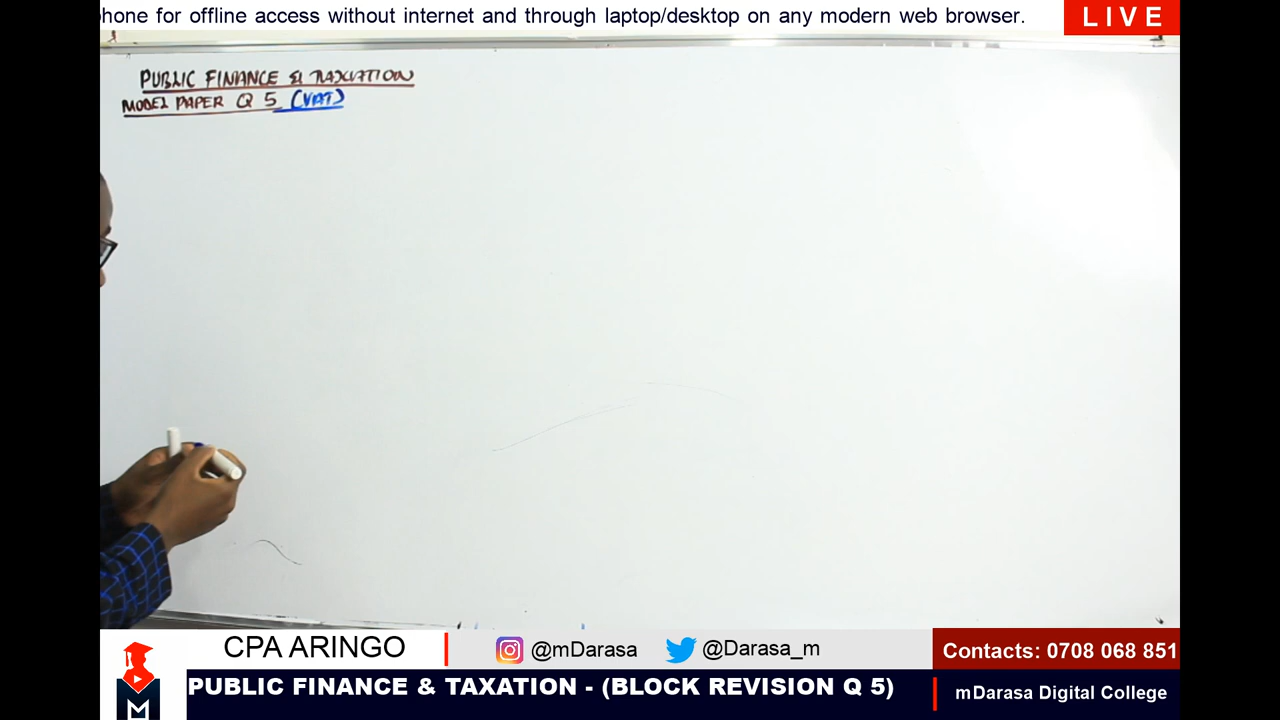 phone for offline access without internet and through laptop/desktop on any modern web browser.
LIVE
PUBLIC FINANCE & TAXATION
MODEL PAPER Q 5 (VAT)
CPA ARINGO
@mDarasa
@Darasa_m
Contacts: 0708 068 851
M
PUBLIC FINANCE & TAXATION - (BLOCK REVISION Q 5)
mDarasa Digital College